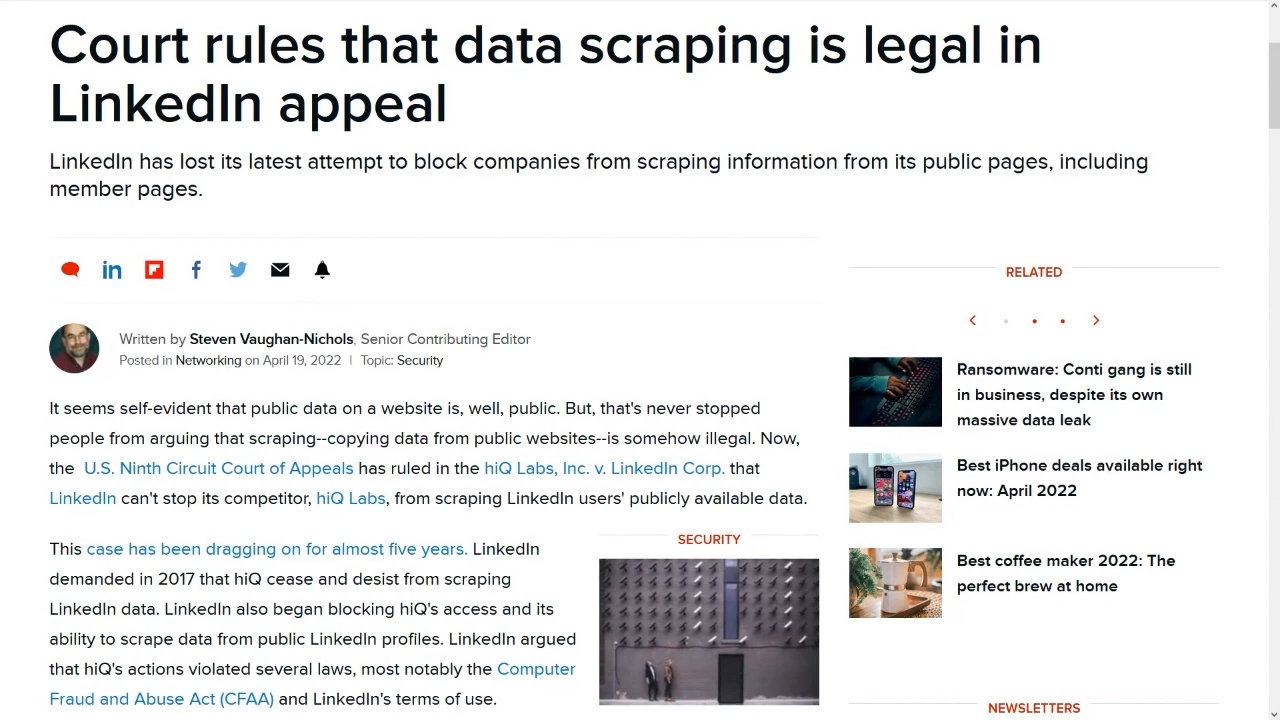 Court rules that data scraping is legal in
LinkedIn appeal
LinkedIn has lost its latest attempt to block companies from scraping information from its public pages, including
member pages.
Written by Steven Vaughan-Nichols, Senior Contributing Editor
Posted in Networking on April 19, 2022 | Topic: Security
It seems self-evident that public data on a website is, well, public. But, that's never stopped
people from arguing that scraping--copying data from public websites--is somehow illegal. Now,
the U.S. Ninth Circuit Court of Appeals has ruled in the hiQ Labs, Inc. v. LinkedIn Corp. that
LinkedIn can't stop its competitor, hiQ Labs, from scraping LinkedIn users' publicly available data.
This case has been dragging on for almost five years. LinkedIn
demanded in 2017 that hiQ cease and desist from scraping
LinkedIn data. LinkedIn also began blocking hiQ's access and its
ability to scrape data from public LinkedIn profiles. LinkedIn argued
that hiQ's actions violated several laws, most notably the Computer
Fraud and Abuse Act (CFAA) and LinkedIn's terms of use.
SECURITY
RELATED
Ransomware: Conti gang is still
in business, despite its own
massive data leak
Best iPhone deals available right
now: April 2022
Best coffee maker 2022: The
perfect brew at home
NEWSLETTERS